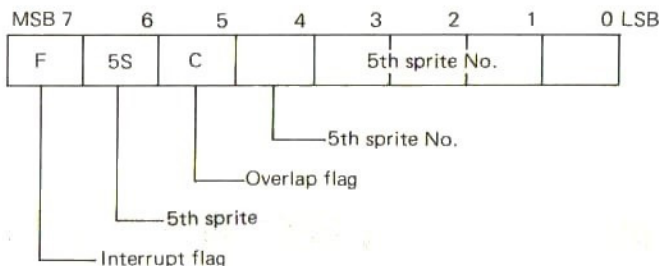 MSB 7 6 5 4 3 2 1 0 LSB
F 5S C 5th sprite No.
5th sprite No.
Overlap flag
5th sprite
Interrupt flag